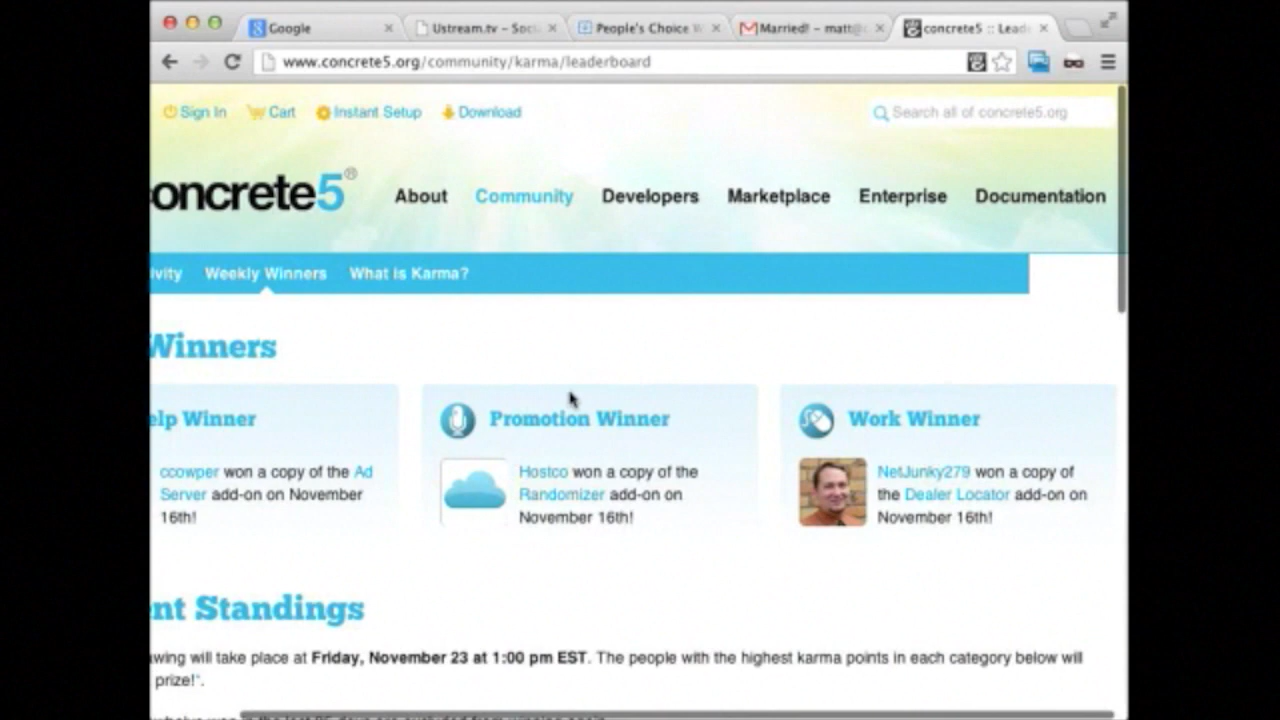 Google
Ustream.tv – Soci
People's Choice W
Married! – matt@c
concrete5 :: Lead
www.concrete5.org/community/karma/leaderboard
Sign In Cart Instant Setup Download
Search all of concrete5.org
oncrete5®
About Community Developers Marketplace Enterprise Documentation
ivity Weekly Winners What is Karma?
Winners
elp Winner
ccowper won a copy of the Ad
Server add-on on November
16th!
Promotion Winner
Hostco won a copy of the
Randomizer add-on on
November 16th!
Work Winner
NetJunky279 won a copy of
the Dealer Locator add-on on
November 16th!
nt Standings
wing will take place at Friday, November 23 at 1:00 pm EST. The people with the highest karma points in each category below will
prize!*.